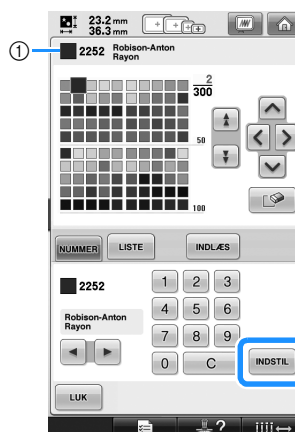 23.2 mm
36.3 mm
1
2252 Robison-Anton
Rayon
2
300
50
100
NUMMER LISTE INDLÆS
2252
Robison-Anton
Rayon
1 2 3
4 5 6
7 8 9
0 C
INDSTIL
LUK
?